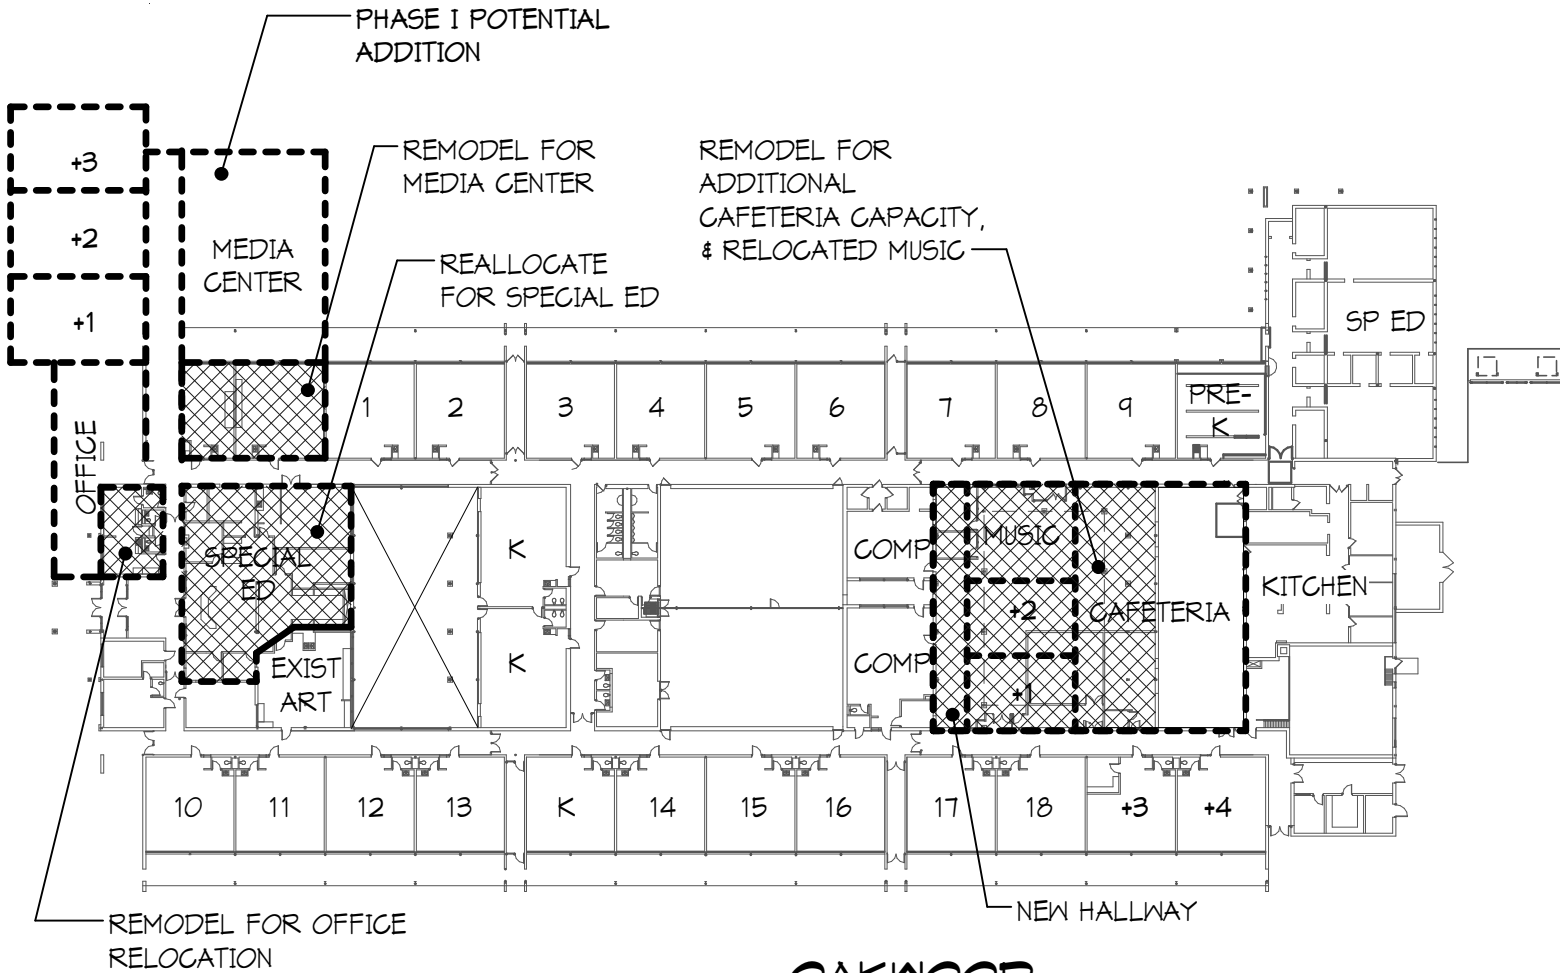 PHASE I POTENTIAL
ADDITION
REMODEL FOR
MEDIA CENTER
REMODEL FOR
ADDITIONAL
CAFETERIA CAPACITY,
& RELOCATED MUSIC
REALLOCATE
FOR SPECIAL ED
+3
+2
+1
MEDIA
CENTER
OFFICE
SP ED
1
2
3
4
5
6
7
8
9
PRE-
K
SPECIAL
ED
EXIST
ART
K
K
COMP
COMP
MUSIC
+2
+1
CAFETERIA
KITCHEN
10
11
12
13
K
14
15
16
17
18
+3
+4
REMODEL FOR OFFICE
RELOCATION
NEW HALLWAY
OAKWOOD